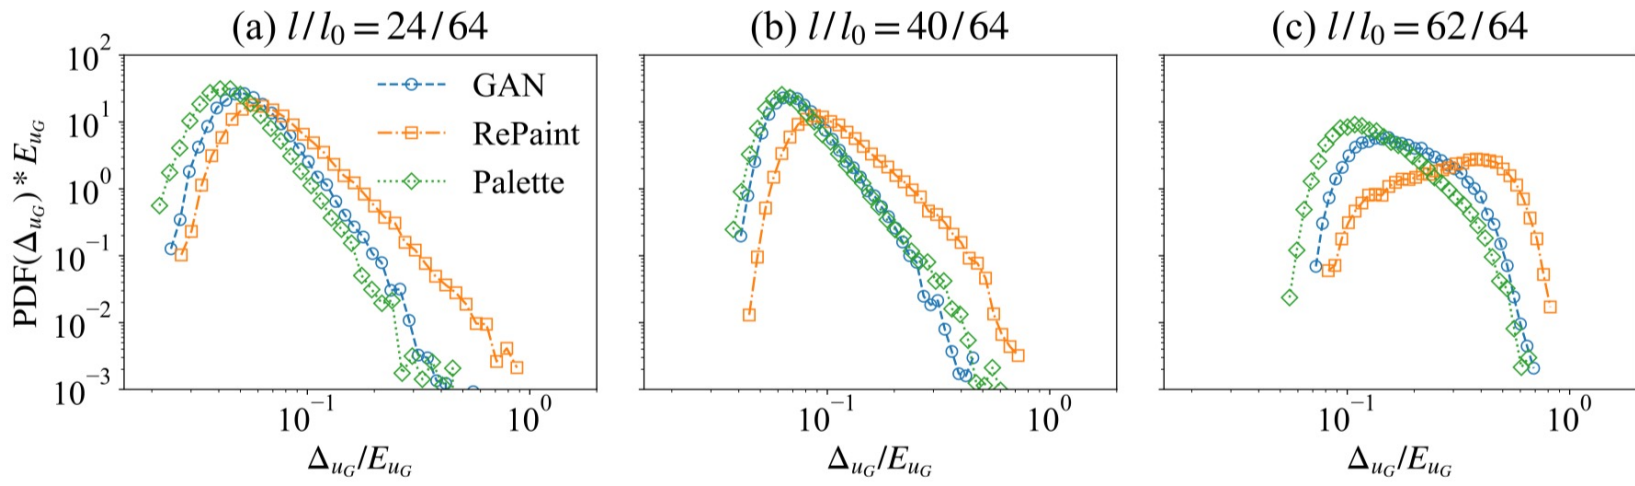 (a) l/l₀ = 24/64
(b) l/l₀ = 40/64
(c) l/l₀ = 62/64
PDF(Δ_{u_G}) * E_{u_G}
10²
10¹
10⁰
10⁻¹
10⁻²
10⁻³
GAN
RePaint
Palette
10⁻¹ 10⁰
10⁻¹ 10⁰
10⁻¹ 10⁰
Δ_{u_G}/E_{u_G}
Δ_{u_G}/E_{u_G}
Δ_{u_G}/E_{u_G}